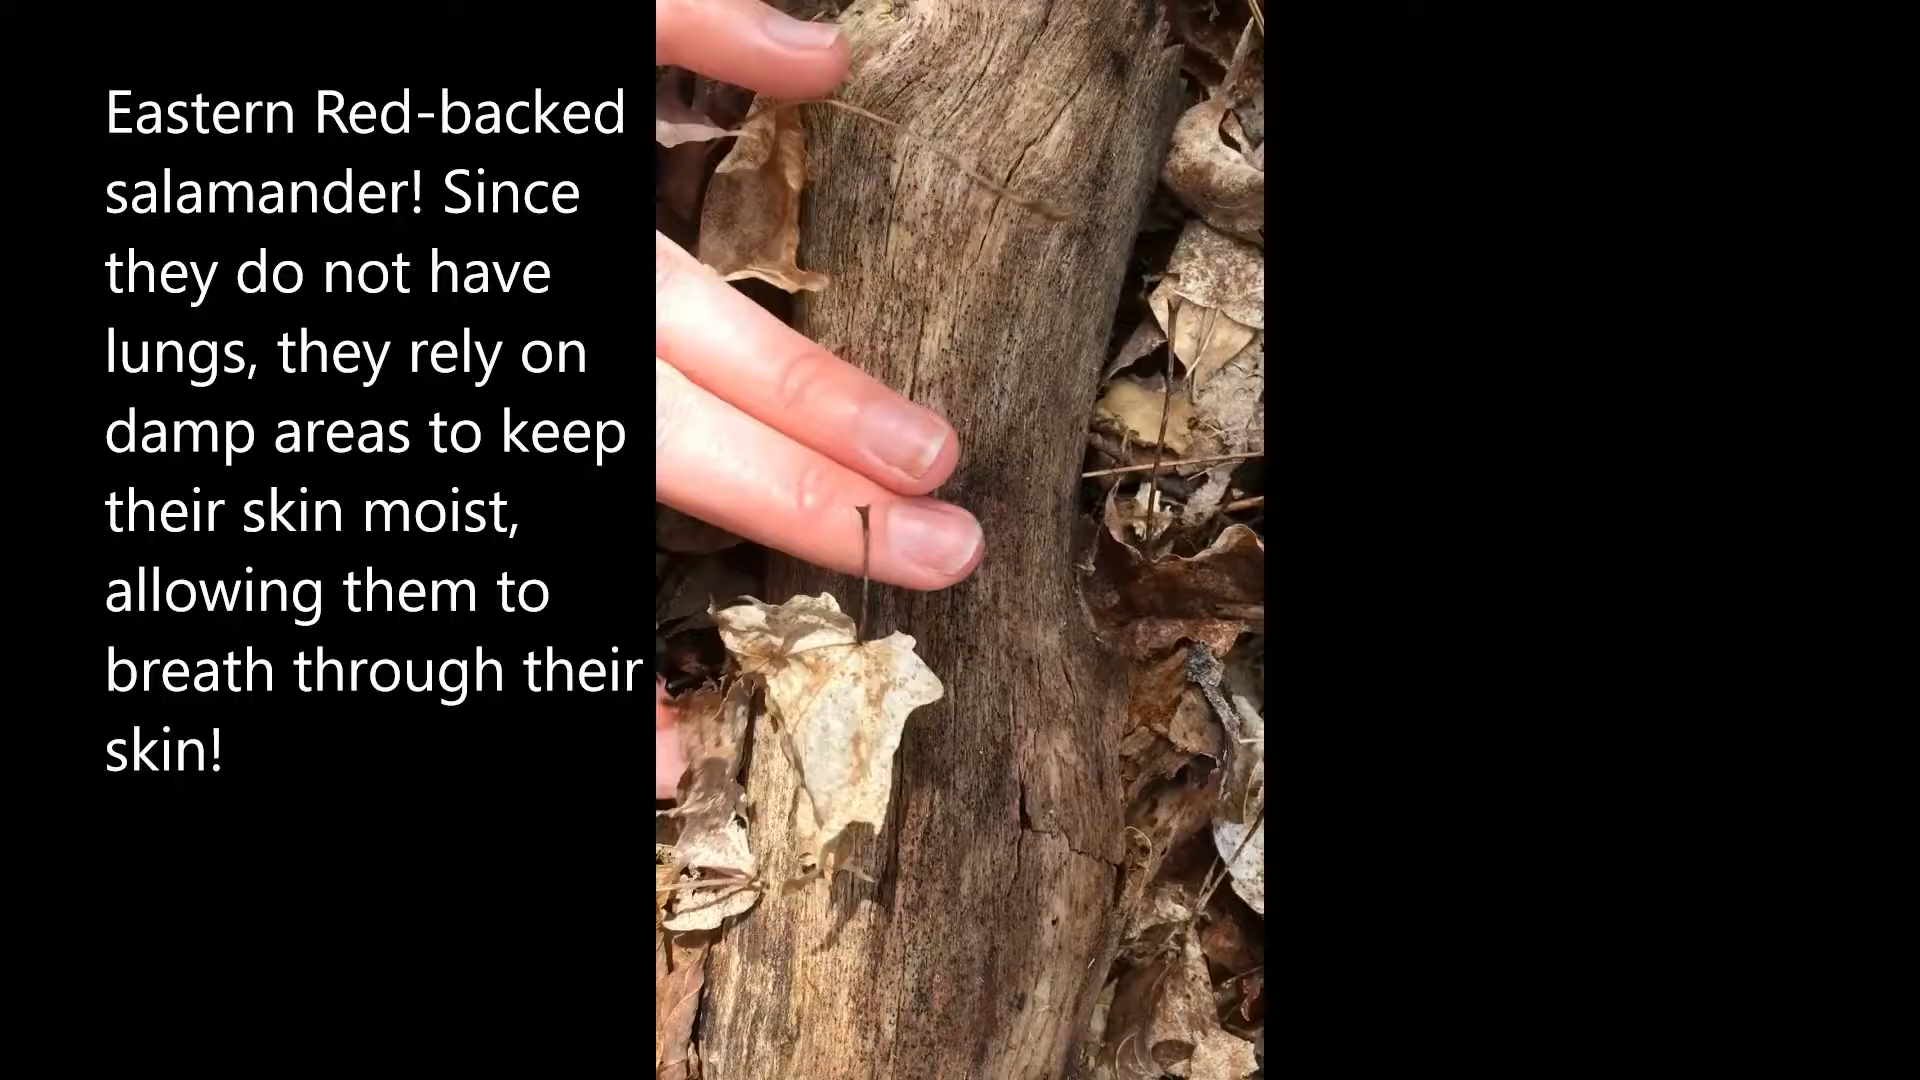 Eastern Red-backed
salamander! Since
they do not have
lungs, they rely on
damp areas to keep
their skin moist,
allowing them to
breath through their
skin!